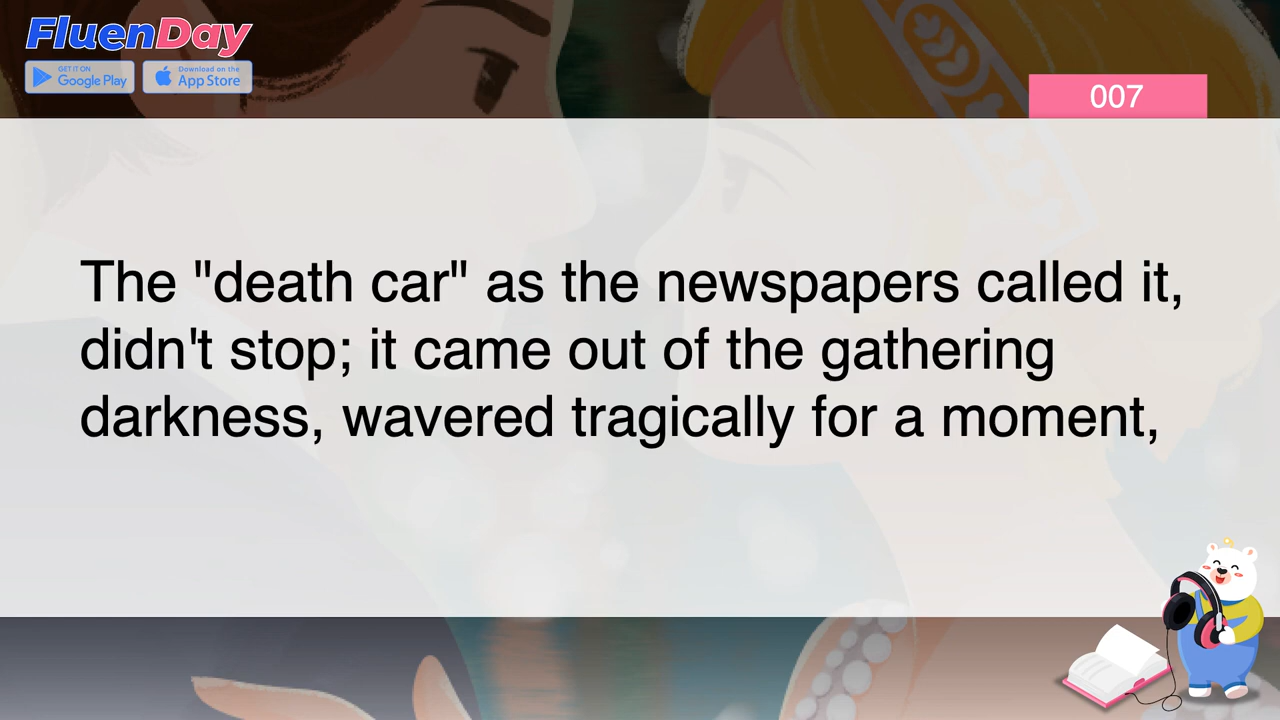 FluenDay
GET IT ON
Google Play
Download on the
App Store
007
The "death car" as the newspapers called it,
didn't stop; it came out of the gathering
darkness, wavered tragically for a moment,